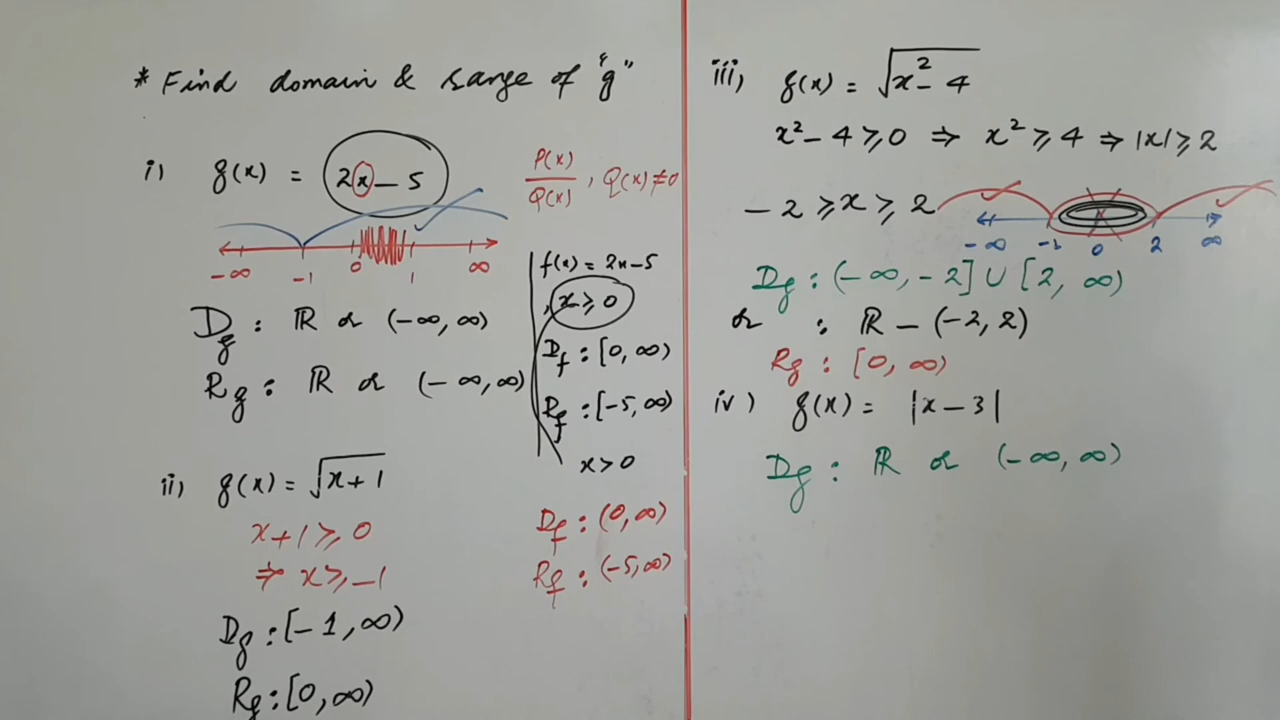 * Find domain & range of "g"
i) g(x) = 2x - 5
P(x)/Q(x), Q(x) ≠ 0
-∞ -1 0 1 ∞
Dg : ℝ or (-∞, ∞)
Rg : ℝ or (-∞, ∞)
f(x) = 2x - 5
, x ≥ 0
Df : [0, ∞)
Rf : [-5, ∞)
x > 0
Df : (0, ∞)
Rf : (-5, ∞)
ii) g(x) = √(x+1)
x + 1 ≥ 0
⇒ x ≥ -1
Dg : [-1, ∞)
Rg : [0, ∞)
iii) g(x) = √(x² - 4)
x² - 4 ≥ 0 ⇒ x² ≥ 4 ⇒ |x| ≥ 2
-2 ≥ x ≥ 2
-∞ -2 0 2 ∞
Dg : (-∞, -2] ∪ [2, ∞)
or : ℝ - (-2, 2)
Rg : [0, ∞)
iv) g(x) = |x - 3|
Dg : ℝ or (-∞, ∞)